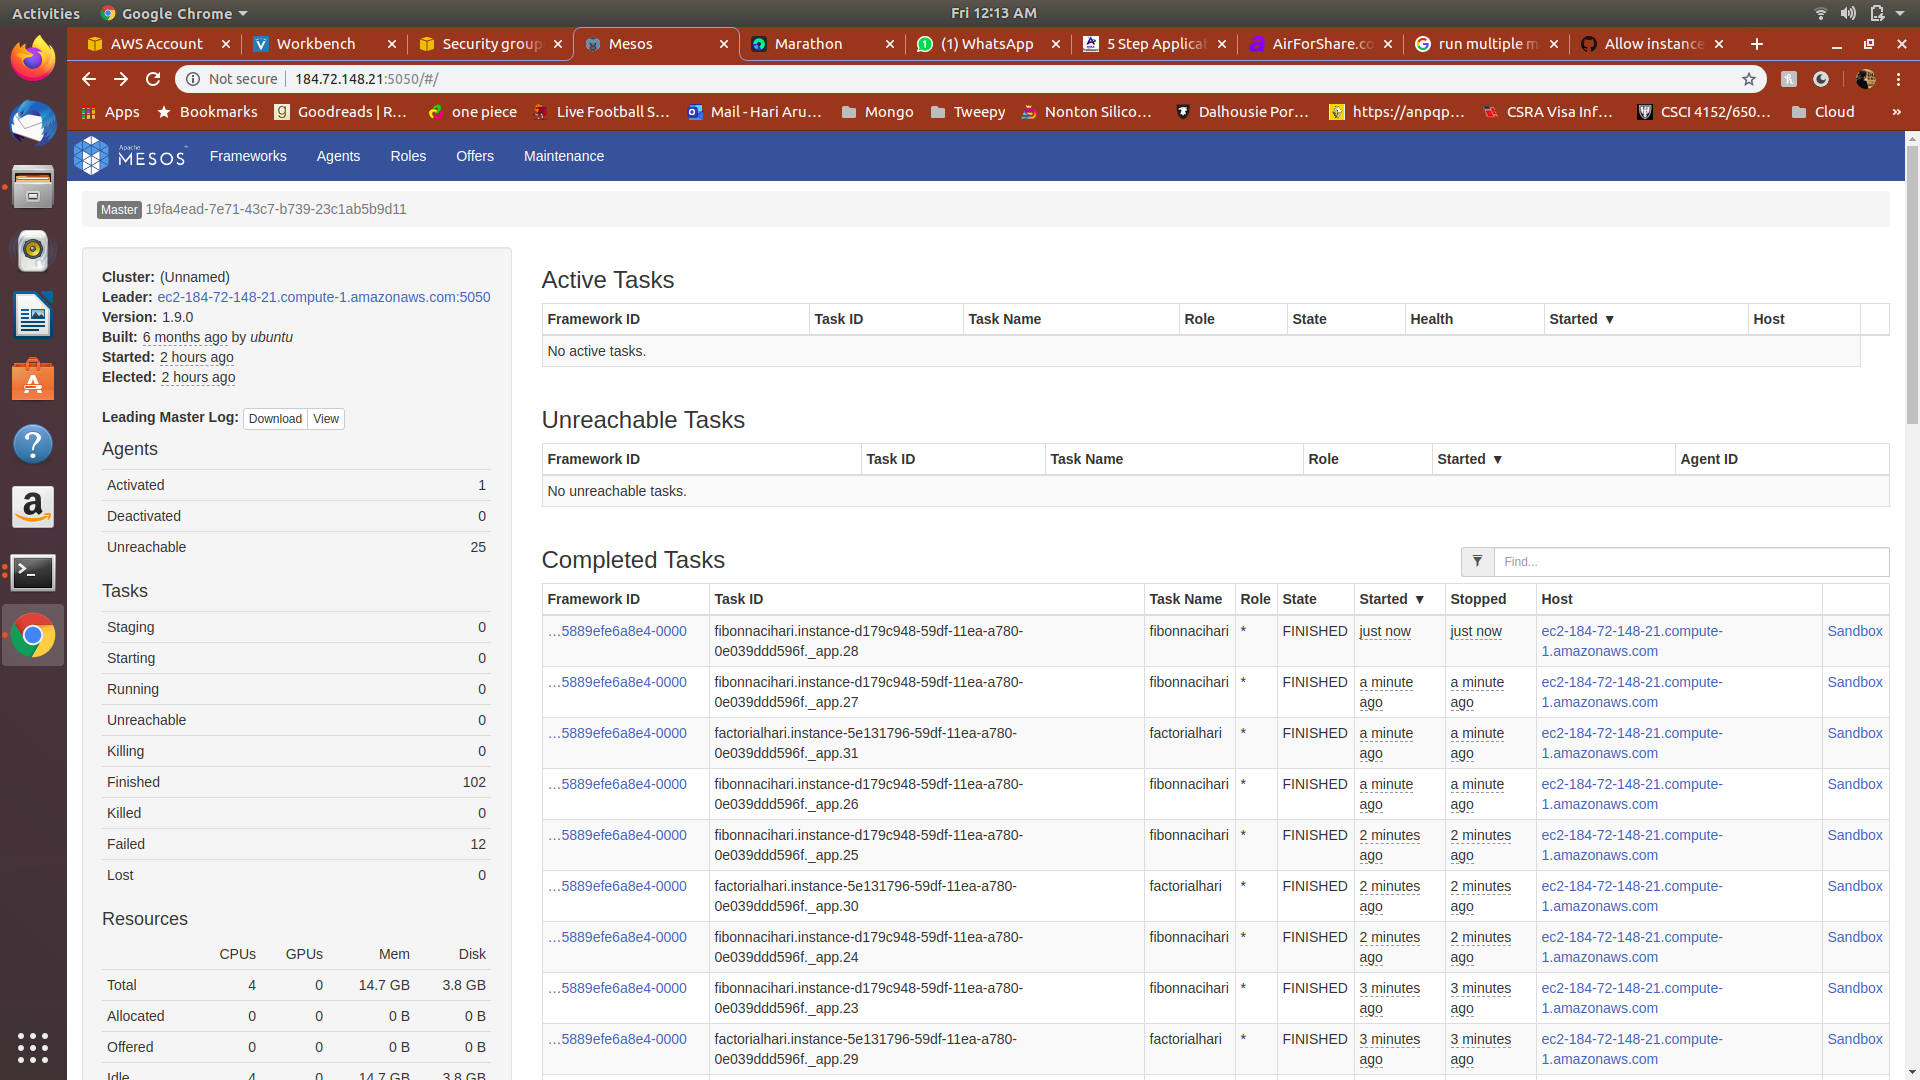 Activities
Google Chrome
Fri 12:13 AM
AWS Account
Workbench
Security group
Mesos
Marathon
(1) WhatsApp
5 Step Applicat
AirForShare.co
run multiple m
Allow instance
Not secure
184.72.148.21:5050/#/
Apps
Bookmarks
Goodreads | R...
one piece
Live Football S...
Mail - Hari Aru...
Mongo
Tweepy
Nonton Silico...
Dalhousie Por...
https://anpqp...
CSRA Visa Inf...
CSCI 4152/650...
Cloud
»
Apache
MESOS
Frameworks
Agents
Roles
Offers
Maintenance
Master 19fa4ead-7e71-43c7-b739-23c1ab5b9d11
Cluster: (Unnamed)
Leader: ec2-184-72-148-21.compute-1.amazonaws.com:5050
Version: 1.9.0
Built: 6 months ago by ubuntu
Started: 2 hours ago
Elected: 2 hours ago
Leading Master Log: Download View
Agents
Activated 1
Deactivated 0
Unreachable 25
Tasks
Staging 0
Starting 0
Running 0
Unreachable 0
Killing 0
Finished 102
Killed 0
Failed 12
Lost 0
Resources
CPUs GPUs Mem Disk
Total 4 0 14.7 GB 3.8 GB
Allocated 0 0 0 B 0 B
Offered 0 0 0 B 0 B
Idle 4 0 14.7 GB 3.8 GB
Active Tasks
Framework ID Task ID Task Name Role State Health Started ▼ Host
No active tasks.
Unreachable Tasks
Framework ID Task ID Task Name Role Started ▼ Agent ID
No unreachable tasks.
Completed Tasks
Find...
Framework ID Task ID Task Name Role State Started ▼ Stopped Host
…5889efe6a8e4-0000 fibonnacihari.instance-d179c948-59df-11ea-a780- fibonnacihari * FINISHED just now just now ec2-184-72-148-21.compute- Sandbox
0e039ddd596f._app.28 1.amazonaws.com
…5889efe6a8e4-0000 fibonnacihari.instance-d179c948-59df-11ea-a780- fibonnacihari * FINISHED a minute a minute ec2-184-72-148-21.compute- Sandbox
0e039ddd596f._app.27 ago ago 1.amazonaws.com
…5889efe6a8e4-0000 factorialhari.instance-5e131796-59df-11ea-a780- factorialhari * FINISHED a minute a minute ec2-184-72-148-21.compute- Sandbox
0e039ddd596f._app.31 ago ago 1.amazonaws.com
…5889efe6a8e4-0000 fibonnacihari.instance-d179c948-59df-11ea-a780- fibonnacihari * FINISHED a minute a minute ec2-184-72-148-21.compute- Sandbox
0e039ddd596f._app.26 ago ago 1.amazonaws.com
…5889efe6a8e4-0000 fibonnacihari.instance-d179c948-59df-11ea-a780- fibonnacihari * FINISHED 2 minutes 2 minutes ec2-184-72-148-21.compute- Sandbox
0e039ddd596f._app.25 ago ago 1.amazonaws.com
…5889efe6a8e4-0000 factorialhari.instance-5e131796-59df-11ea-a780- factorialhari * FINISHED 2 minutes 2 minutes ec2-184-72-148-21.compute- Sandbox
0e039ddd596f._app.30 ago ago 1.amazonaws.com
…5889efe6a8e4-0000 fibonnacihari.instance-d179c948-59df-11ea-a780- fibonnacihari * FINISHED 2 minutes 2 minutes ec2-184-72-148-21.compute- Sandbox
0e039ddd596f._app.24 ago ago 1.amazonaws.com
…5889efe6a8e4-0000 fibonnacihari.instance-d179c948-59df-11ea-a780- fibonnacihari * FINISHED 3 minutes 3 minutes ec2-184-72-148-21.compute- Sandbox
0e039ddd596f._app.23 ago ago 1.amazonaws.com
…5889efe6a8e4-0000 factorialhari.instance-5e131796-59df-11ea-a780- factorialhari * FINISHED 3 minutes 3 minutes ec2-184-72-148-21.compute- Sandbox
0e039ddd596f._app.29 ago ago 1.amazonaws.com